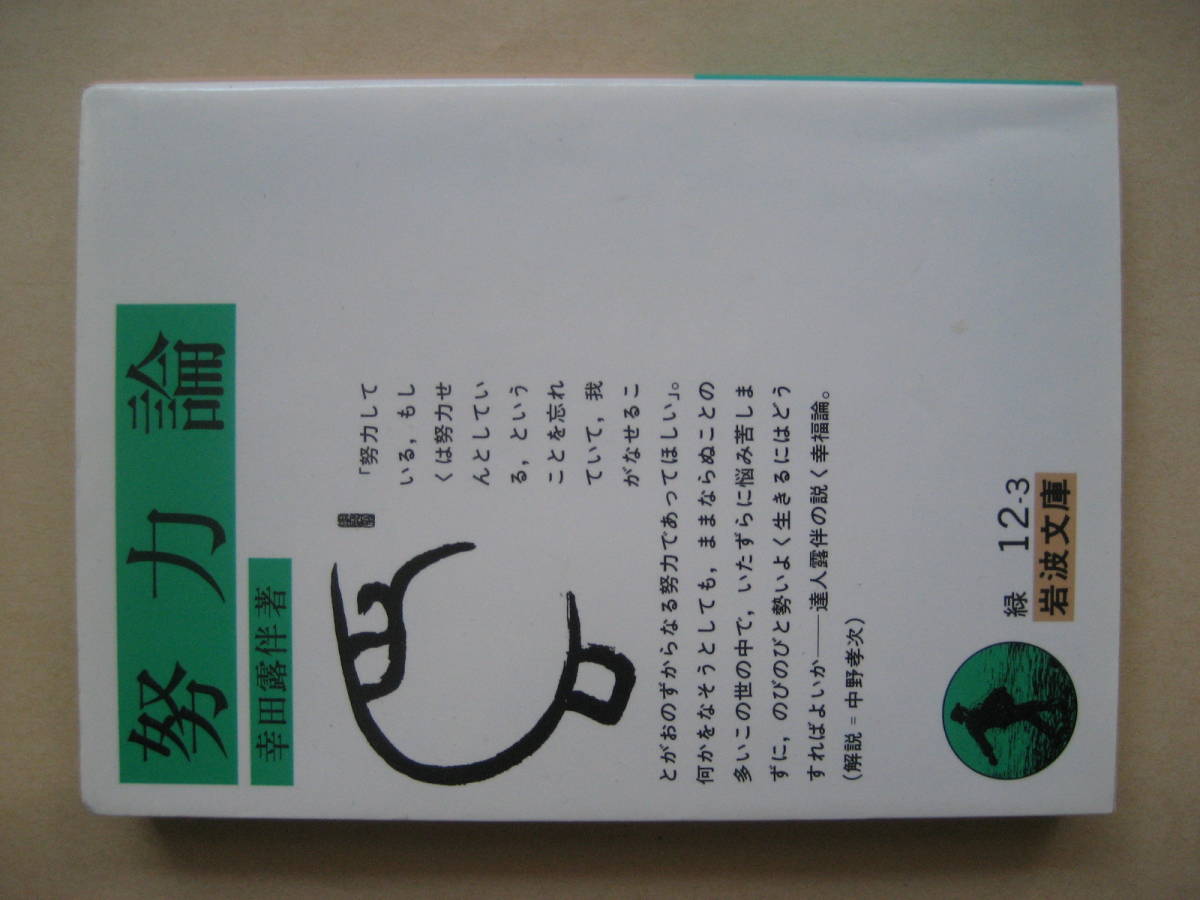 努力論
幸田露伴著
「努力して
いる，もし
くは努力せ
んとしてい
る，という
ことを忘れ
ていて，我
がなせるこ
とがおのずからなる努力であってほしい」。
何かをなそうとしても，ままならぬことの
多いこの世の中で，いたずらに悩み苦しま
ずに，のびのびと勢いよく生きるにはどう
すればよいか——達人露伴の説く幸福論。
（解説＝中野孝次）
緑 12-3
岩波文庫